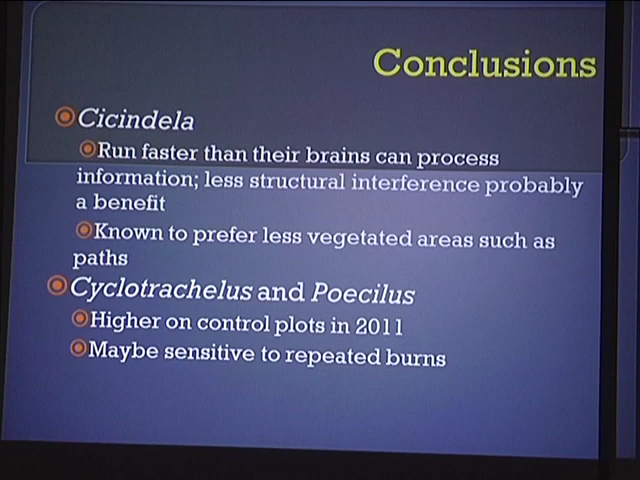 Conclusions
Cicindela
Run faster than their brains can process
information; less structural interference probably
a benefit
Known to prefer less vegetated areas such as
paths
Cyclotrachelus and Poecilus
Higher on control plots in 2011
Maybe sensitive to repeated burns